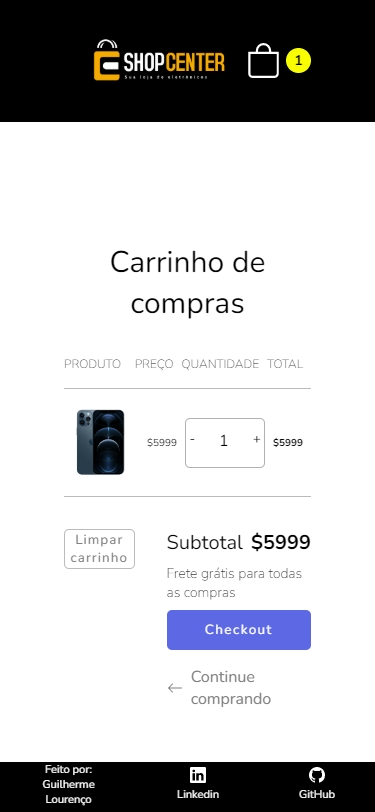 SHOPCENTER
Sua loja de eletrônicos
1
Carrinho de
compras
PRODUTO PREÇO QUANTIDADE TOTAL
$5999 - 1 + $5999
Limpar
carrinho
Subtotal $5999
Frete grátis para todas
as compras
Checkout
← Continue
comprando
Feito por:
Guilherme
Lourenço
Linkedin
GitHub